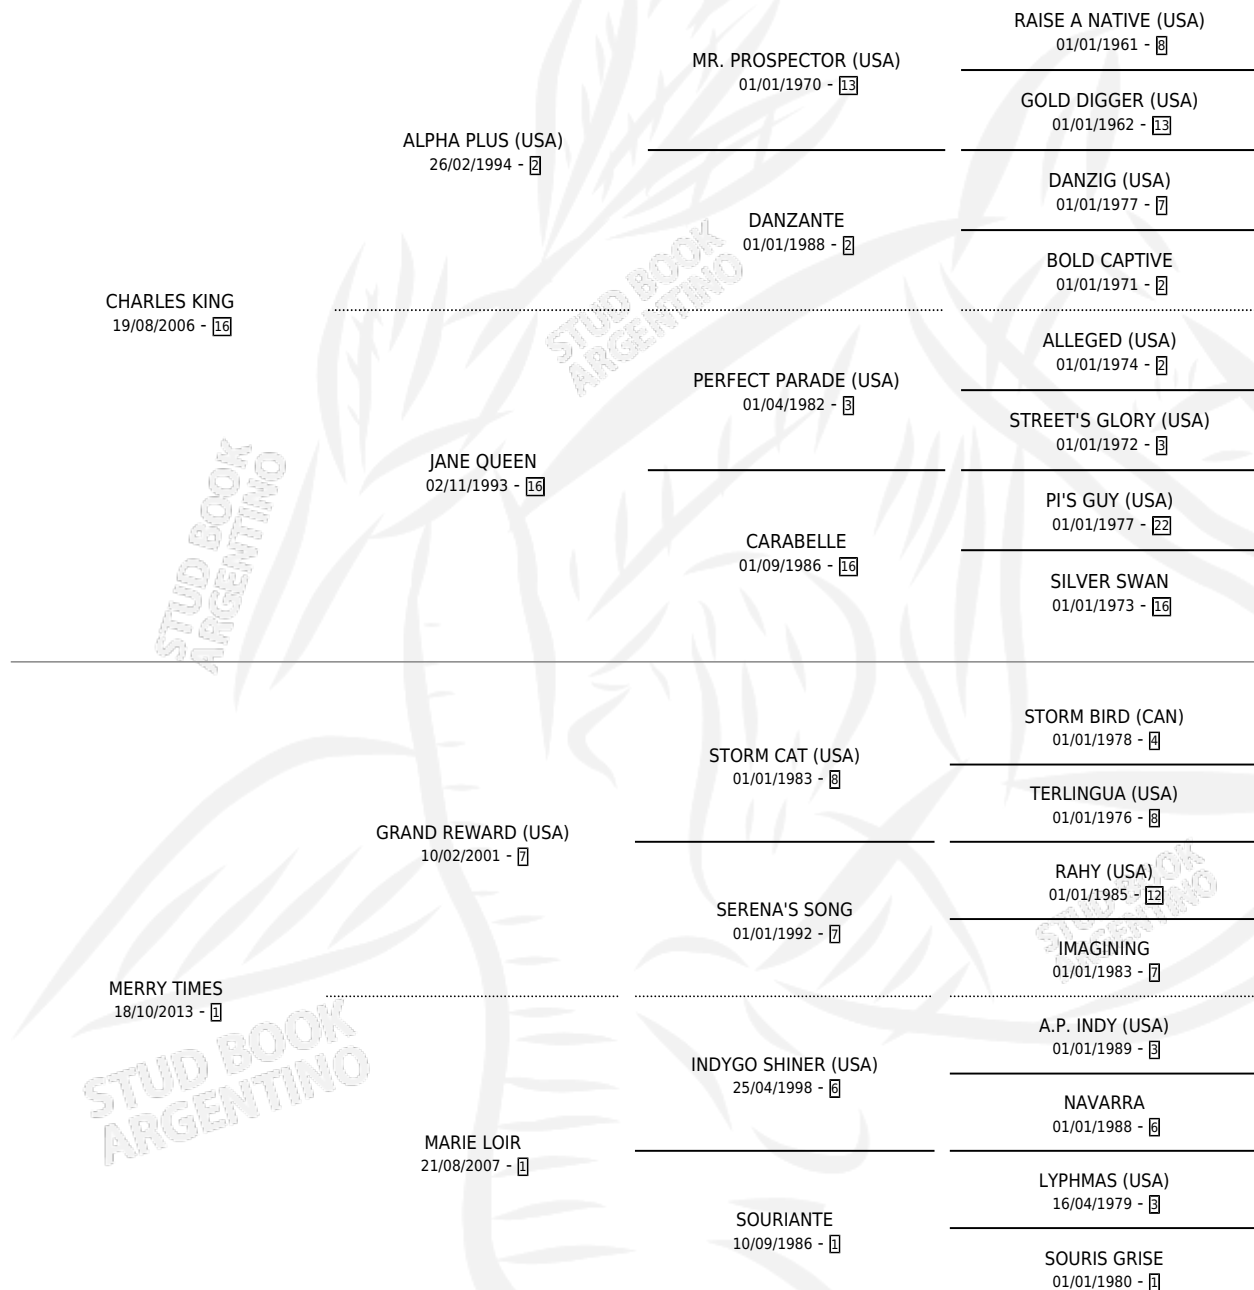 RAISE A NATIVE (USA)
01/01/1961 - 8
MR. PROSPECTOR (USA)
01/01/1970 - 13
GOLD DIGGER (USA)
01/01/1962 - 13
ALPHA PLUS (USA)
26/02/1994 - 2
DANZIG (USA)
01/01/1977 - 7
DANZANTE
01/01/1988 - 2
BOLD CAPTIVE
01/01/1971 - 2
CHARLES KING
19/08/2006 - 16
ALLEGED (USA)
01/01/1974 - 2
PERFECT PARADE (USA)
01/04/1982 - 3
STREET'S GLORY (USA)
01/01/1972 - 3
JANE QUEEN
02/11/1993 - 16
PI'S GUY (USA)
01/01/1977 - 22
CARABELLE
01/09/1986 - 16
SILVER SWAN
01/01/1973 - 16
STORM BIRD (CAN)
01/01/1978 - 4
STORM CAT (USA)
01/01/1983 - 8
TERLINGUA (USA)
01/01/1976 - 8
GRAND REWARD (USA)
10/02/2001 - 7
RAHY (USA)
01/01/1985 - 12
SERENA'S SONG
01/01/1992 - 7
IMAGINING
01/01/1983 - 7
MERRY TIMES
18/10/2013 - 1
A.P. INDY (USA)
01/01/1989 - 3
INDYGO SHINER (USA)
25/04/1998 - 6
NAVARRA
01/01/1988 - 6
MARIE LOIR
21/08/2007 - 1
LYPHMAS (USA)
16/04/1979 - 3
SOURIANTE
10/09/1986 - 1
SOURIS GRISE
01/01/1980 - 1
STUD BOOK
ARGENTINO
STUD BOOK
ARGENTINO
STUD BOOK
ARGENTINO
STUD BOOK
ARGENTINO